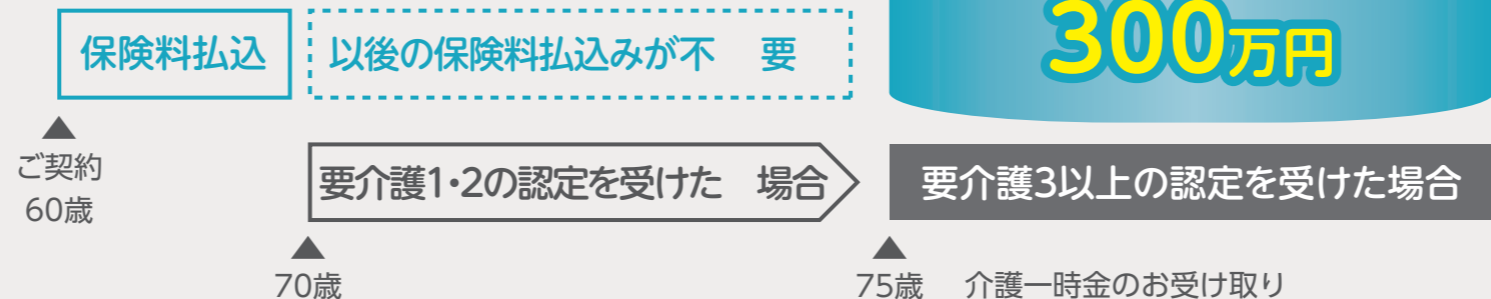 保険料払込
以後の保険料払込みが不　要
300万円
ご契約
60歳
要介護1・2の認定を受けた　場合
要介護3以上の認定を受けた場合
70歳
75歳　介護一時金のお受け取り